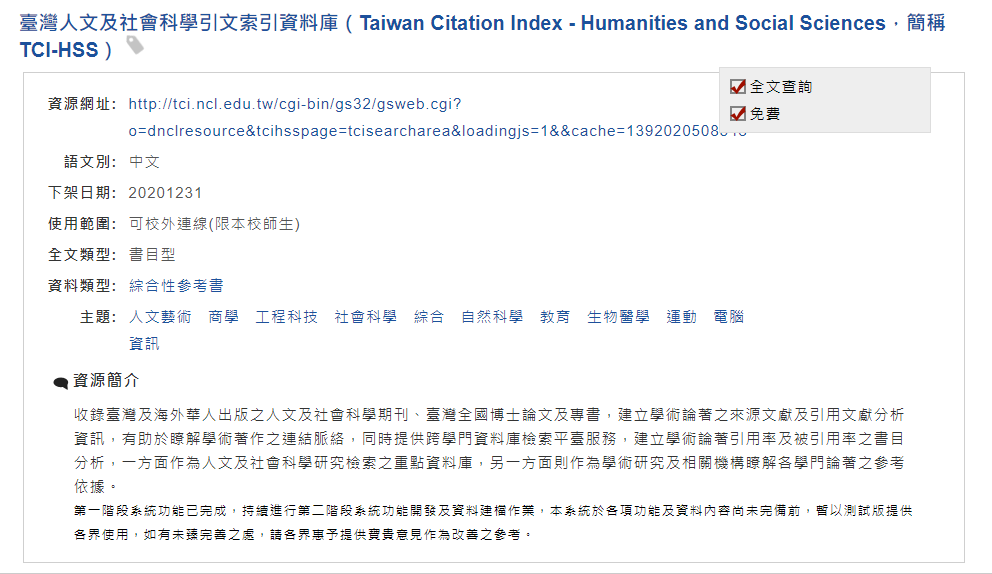 臺灣人文及社會科學引文索引資料庫（Taiwan Citation Index - Humanities and Social Sciences，簡稱
TCI-HSS）
全文查詢
免費
資源網址: http://tci.ncl.edu.tw/cgi-bin/gs32/gsweb.cgi?
o=dnclresource&tcihsspage=tcisearcharea&loadingjs=1&&cache=1392020508
語文別: 中文
下架日期: 20201231
使用範圍: 可校外連線(限本校師生)
全文類型: 書目型
資料類型: 綜合性參考書
主題: 人文藝術 商學 工程科技 社會科學 綜合 自然科學 教育 生物醫學 運動 電腦
資訊
資源簡介
收錄臺灣及海外華人出版之人文及社會科學期刊、臺灣全國博士論文及專書，建立學術論著之來源文獻及引用文獻分析
資訊，有助於瞭解學術著作之連結脈絡，同時提供跨學門資料庫檢索平臺服務，建立學術論著引用率及被引用率之書目
分析，一方面作為人文及社會科學研究檢索之重點資料庫，另一方面則作為學術研究及相關機構瞭解各學門論著之參考
依據。
第一階段系統功能已完成，持續進行第二階段系統功能開發及資料建檔作業，本系統於各項功能及資料內容尚未完備前，暫以測試版提供
各界使用，如有未臻完善之處，請各界惠予提供寶貴意見作為改善之參考。